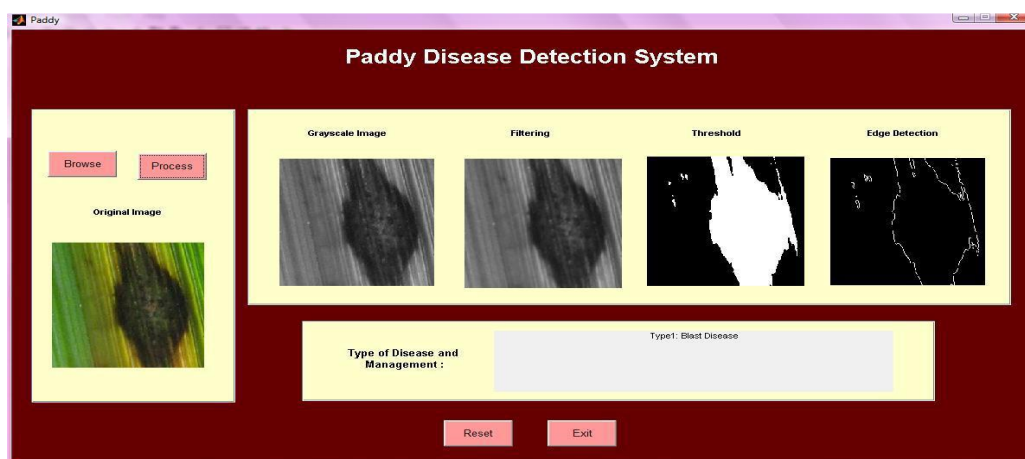 Paddy
Paddy Disease Detection System
Browse
Process
Original Image
Grayscale Image
Filtering
Threshold
Edge Detection
Type of Disease and
Management :
Type1: Blast Disease
Reset
Exit